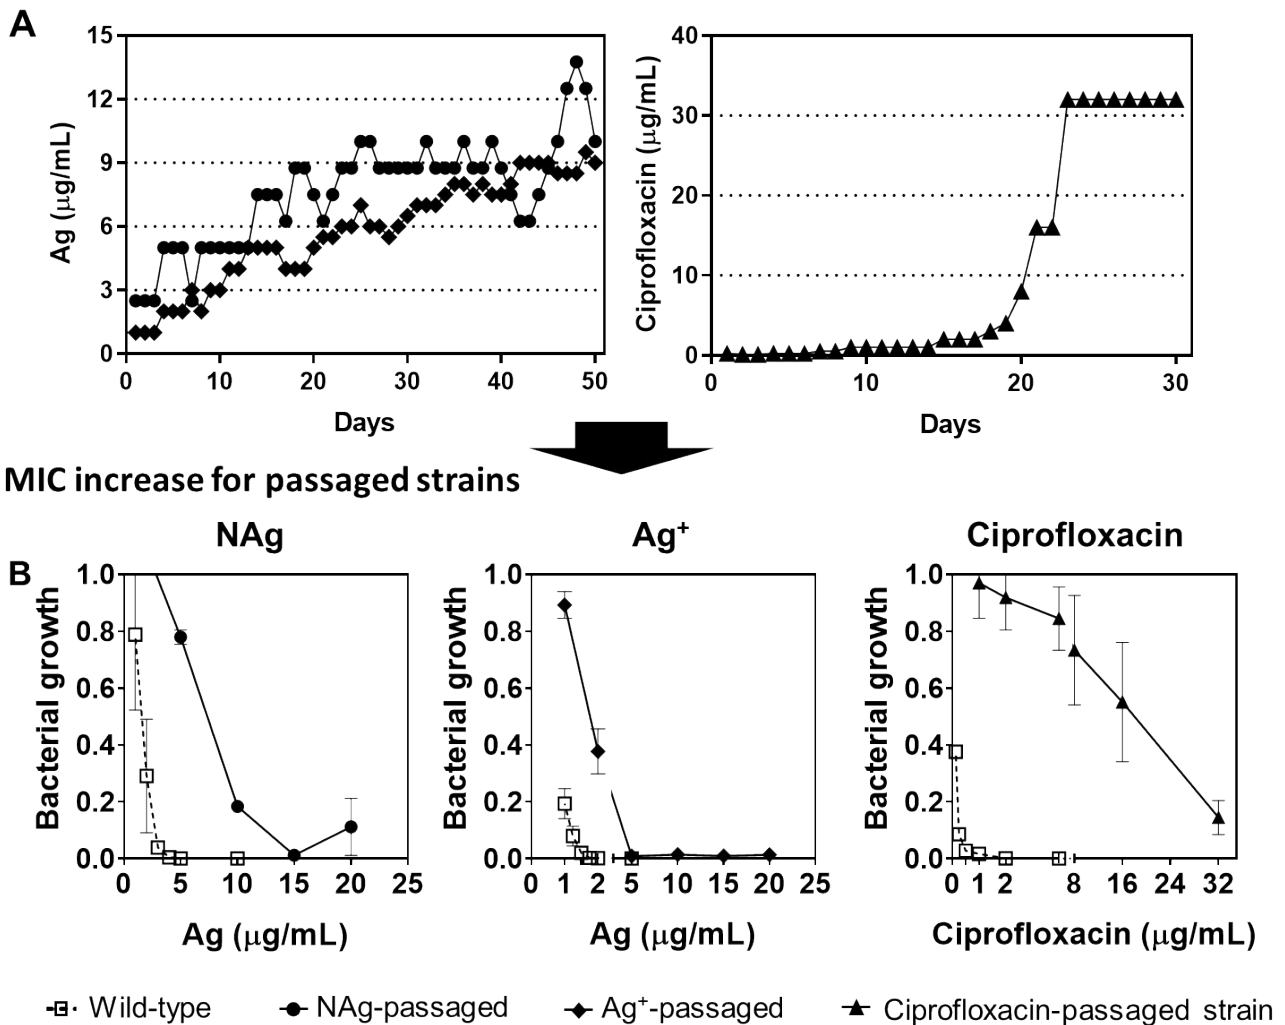 A
15
12
9
6
3
0
Ag (μg/mL)
0 10 20 30 40 50
Days
40
30
20
10
0
Ciprofloxacin (μg/mL)
0 10 20 30
Days
MIC increase for passaged strains
B
NAg
1.0
0.8
0.6
0.4
0.2
0.0
Bacterial growth
0 5 10 15 20 25
Ag (μg/mL)
Ag⁺
1.0
0.8
0.6
0.4
0.2
0.0
Bacterial growth
0 1 2 5 10 15 20 25
Ag (μg/mL)
Ciprofloxacin
1.0
0.8
0.6
0.4
0.2
0.0
Bacterial growth
0 1 2 8 16 24 32
Ciprofloxacin (μg/mL)
Wild-type NAg-passaged Ag⁺-passaged Ciprofloxacin-passaged strain